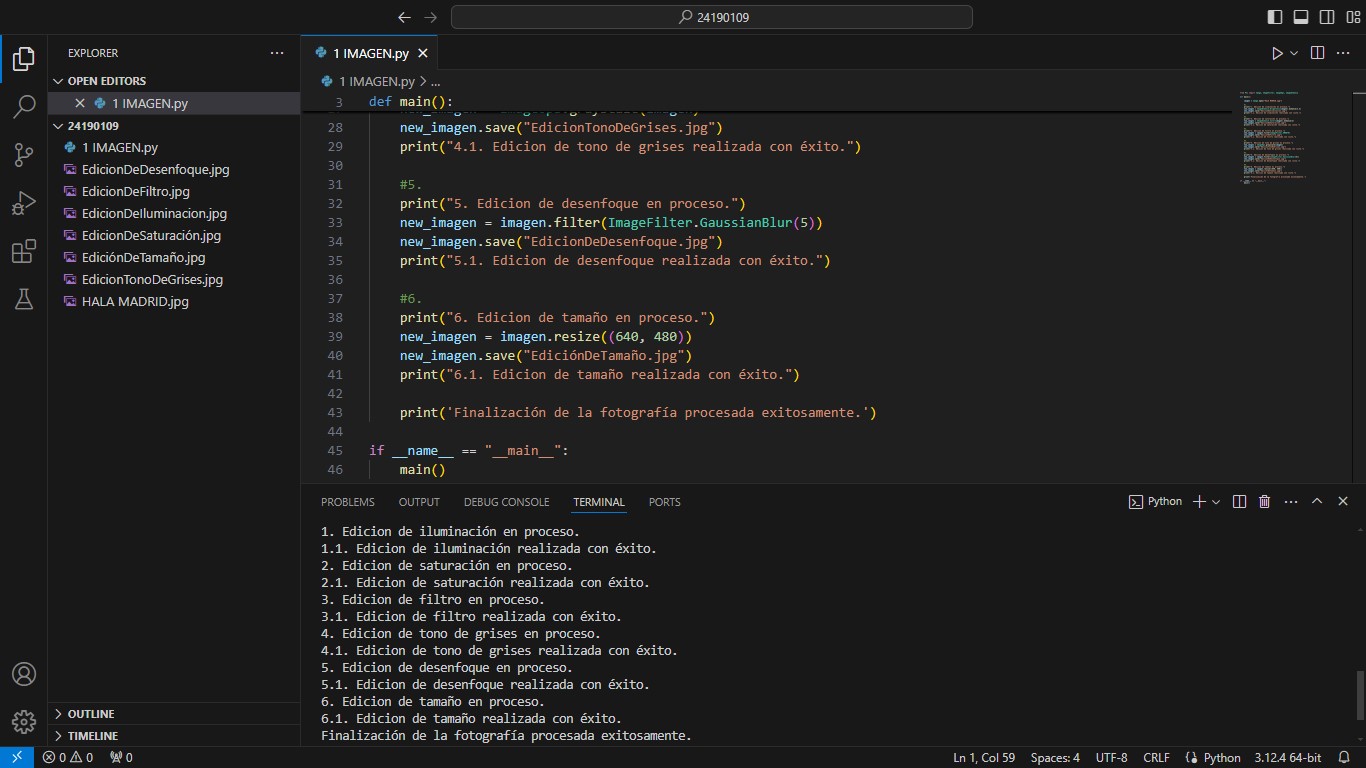 24190109
EXPLORER
OPEN EDITORS
1 IMAGEN.py
24190109
1 IMAGEN.py
EdicionDeDesenfoque.jpg
EdicionDeFiltro.jpg
EdicionDeIluminacion.jpg
EdicionDeSaturación.jpg
EdiciónDeTamaño.jpg
EdicionTonoDeGrises.jpg
HALA MADRID.jpg
OUTLINE
TIMELINE
1 IMAGEN.py
1 IMAGEN.py > ...
3 def main():
28 new_imagen.save("EdicionTonoDeGrises.jpg")
29 print("4.1. Edicion de tono de grises realizada con éxito.")
30
31 #5.
32 print("5. Edicion de desenfoque en proceso.")
33 new_imagen = imagen.filter(ImageFilter.GaussianBlur(5))
34 new_imagen.save("EdicionDeDesenfoque.jpg")
35 print("5.1. Edicion de desenfoque realizada con éxito.")
36
37 #6.
38 print("6. Edicion de tamaño en proceso.")
39 new_imagen = imagen.resize((640, 480))
40 new_imagen.save("EdiciónDeTamaño.jpg")
41 print("6.1. Edicion de tamaño realizada con éxito.")
42
43 print('Finalización de la fotografía procesada exitosamente.')
44
45 if __name__ == "__main__":
46 main()
PROBLEMS OUTPUT DEBUG CONSOLE TERMINAL PORTS
Python
1. Edicion de iluminación en proceso.
1.1. Edicion de iluminación realizada con éxito.
2. Edicion de saturación en proceso.
2.1. Edicion de saturación realizada con éxito.
3. Edicion de filtro en proceso.
3.1. Edicion de filtro realizada con éxito.
4. Edicion de tono de grises en proceso.
4.1. Edicion de tono de grises realizada con éxito.
5. Edicion de desenfoque en proceso.
5.1. Edicion de desenfoque realizada con éxito.
6. Edicion de tamaño en proceso.
6.1. Edicion de tamaño realizada con éxito.
Finalización de la fotografía procesada exitosamente.
0 0 0 Ln 1, Col 59 Spaces: 4 UTF-8 CRLF Python 3.12.4 64-bit